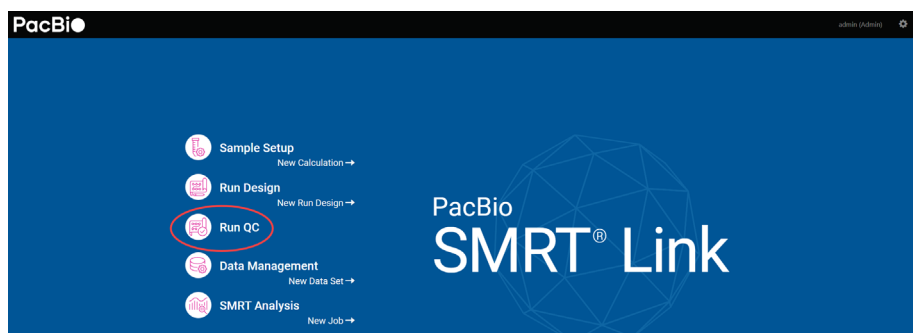 PacBio
admin (Admin)
Sample Setup
New Calculation →
Run Design
New Run Design →
Run QC
Data Management
New Data Set →
SMRT Analysis
New Job →
PacBio
SMRT® Link